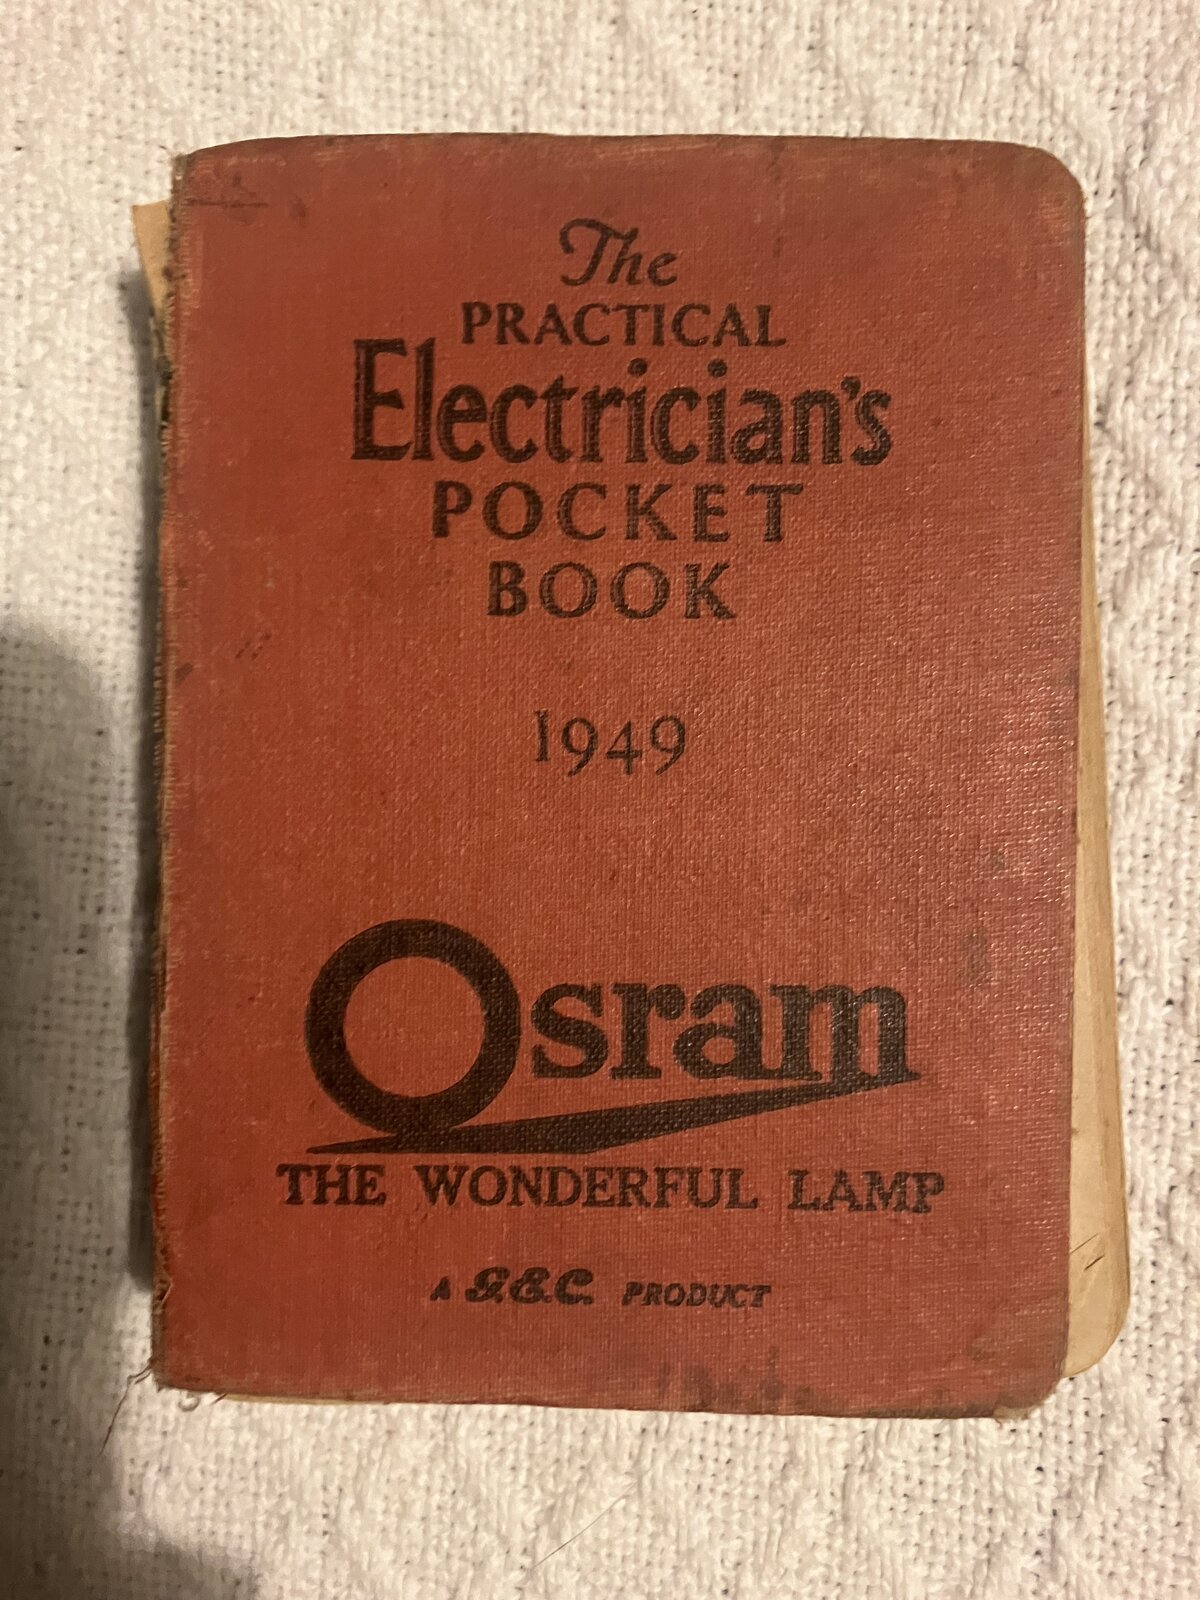 The
PRACTICAL
Electrician's
POCKET
BOOK
1949
Osram
THE WONDERFUL LAMP
A G.E.C. PRODUCT